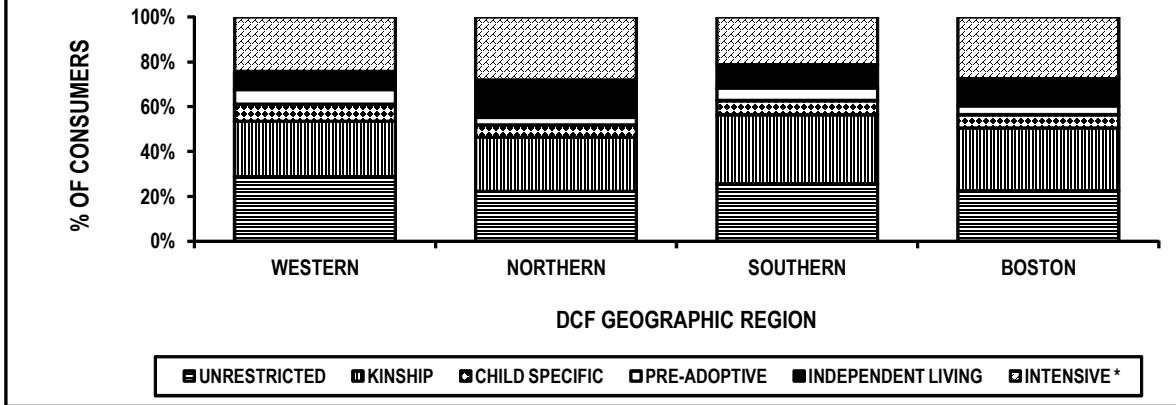 100%
80%
60%
40%
20%
0%
% OF CONSUMERS
WESTERN NORTHERN SOUTHERN BOSTON
DCF GEOGRAPHIC REGION
UNRESTRICTED KINSHIP CHILD SPECIFIC PRE-ADOPTIVE INDEPENDENT LIVING INTENSIVE *